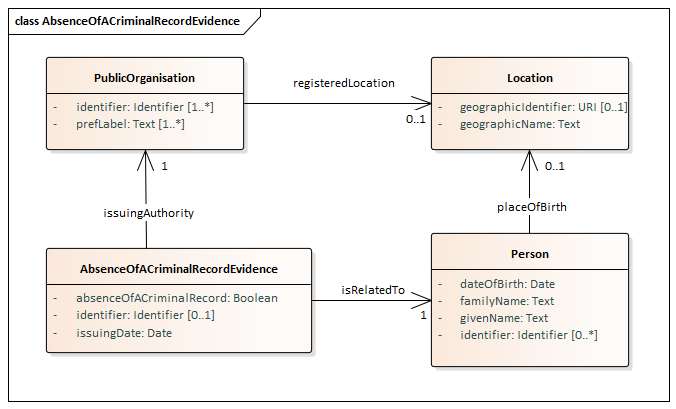 class AbsenceOfACriminalRecordEvidence
PublicOrganisation
- identifier: Identifier [1..*]
- prefLabel: Text [1..*]
registeredLocation
0..1
Location
- geographicIdentifier: URI [0..1]
- geographicName: Text
1
issuingAuthority
0..1
placeOfBirth
AbsenceOfACriminalRecordEvidence
- absenceOfACriminalRecord: Boolean
- identifier: Identifier [0..1]
- issuingDate: Date
isRelatedTo
1
Person
- dateOfBirth: Date
- familyName: Text
- givenName: Text
- identifier: Identifier [0..*]